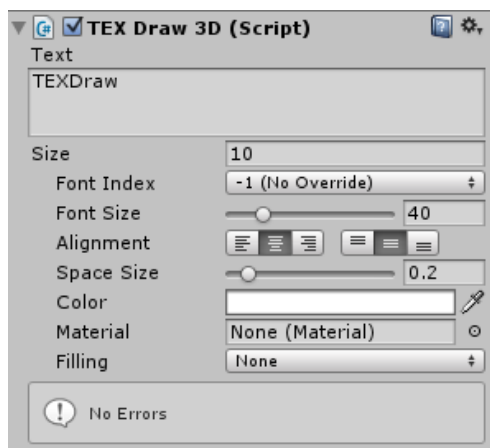 TEX Draw 3D (Script)
Text
TEXDraw
Size 10
Font Index -1 (No Override)
Font Size 40
Alignment
Space Size 0.2
Color
Material None (Material)
Filling None
No Errors